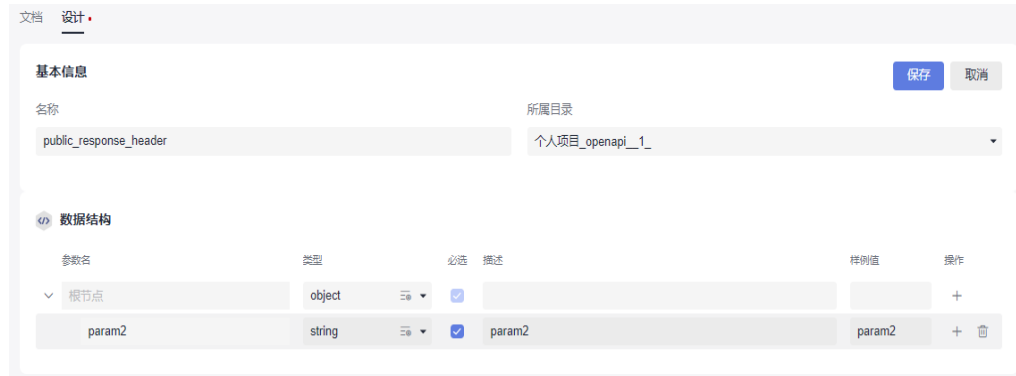 文档 设计
基本信息 保存 取消
名称 所属目录
public_response_header 个人项目_openapi__1_
</> 数据结构
参数名 类型 必选 描述 样例值 操作
根节点 object
param2 string param2 param2